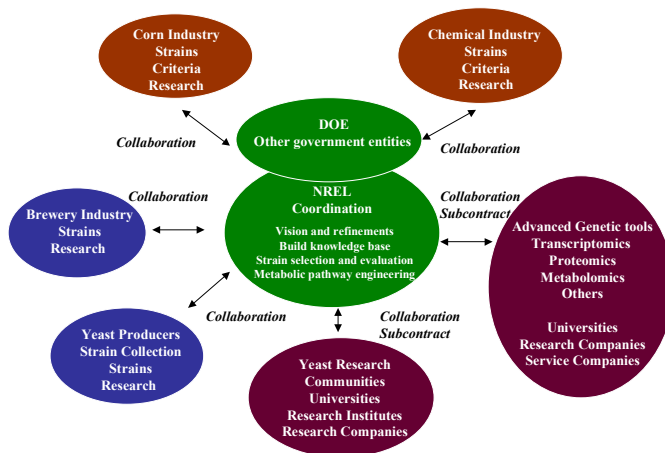 Corn Industry
Strains
Criteria
Research
Chemical Industry
Strains
Criteria
Research
DOE
Other government entities
Collaboration
Collaboration
NREL
Coordination
Vision and refinements
Build knowledge base
Strain selection and evaluation
Metabolic pathway engineering
Collaboration
Brewery Industry
Strains
Research
Collaboration
Subcontract
Advanced Genetic tools
Transcriptomics
Proteomics
Metabolomics
Others
Universities
Research Companies
Service Companies
Collaboration
Yeast Producers
Strain Collection
Strains
Research
Collaboration
Subcontract
Yeast Research
Communities
Universities
Research Institutes
Research Companies